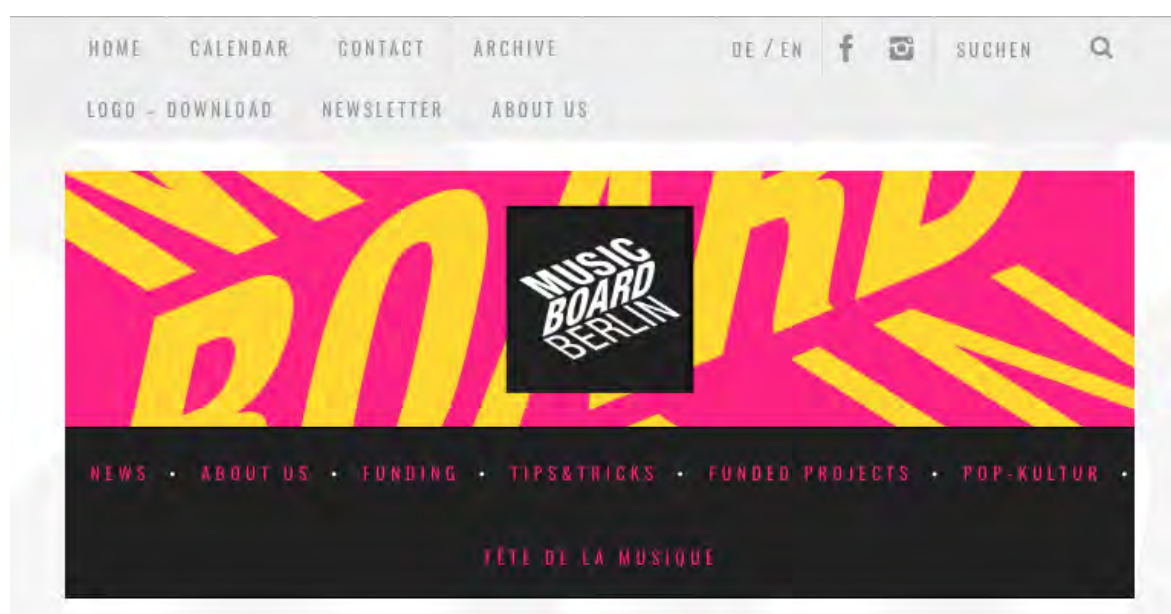 HOME CALENDAR CONTACT ARCHIVE DE / EN f SUCHEN
LOGO – DOWNLOAD NEWSLETTER ABOUT US
BOARD
MUSIC
BOARD
BERLIN
NEWS • ABOUT US • FUNDING • TIPS&TRICKS • FUNDED PROJECTS • POP-KULTUR •
FÊTE DE LA MUSIQUE